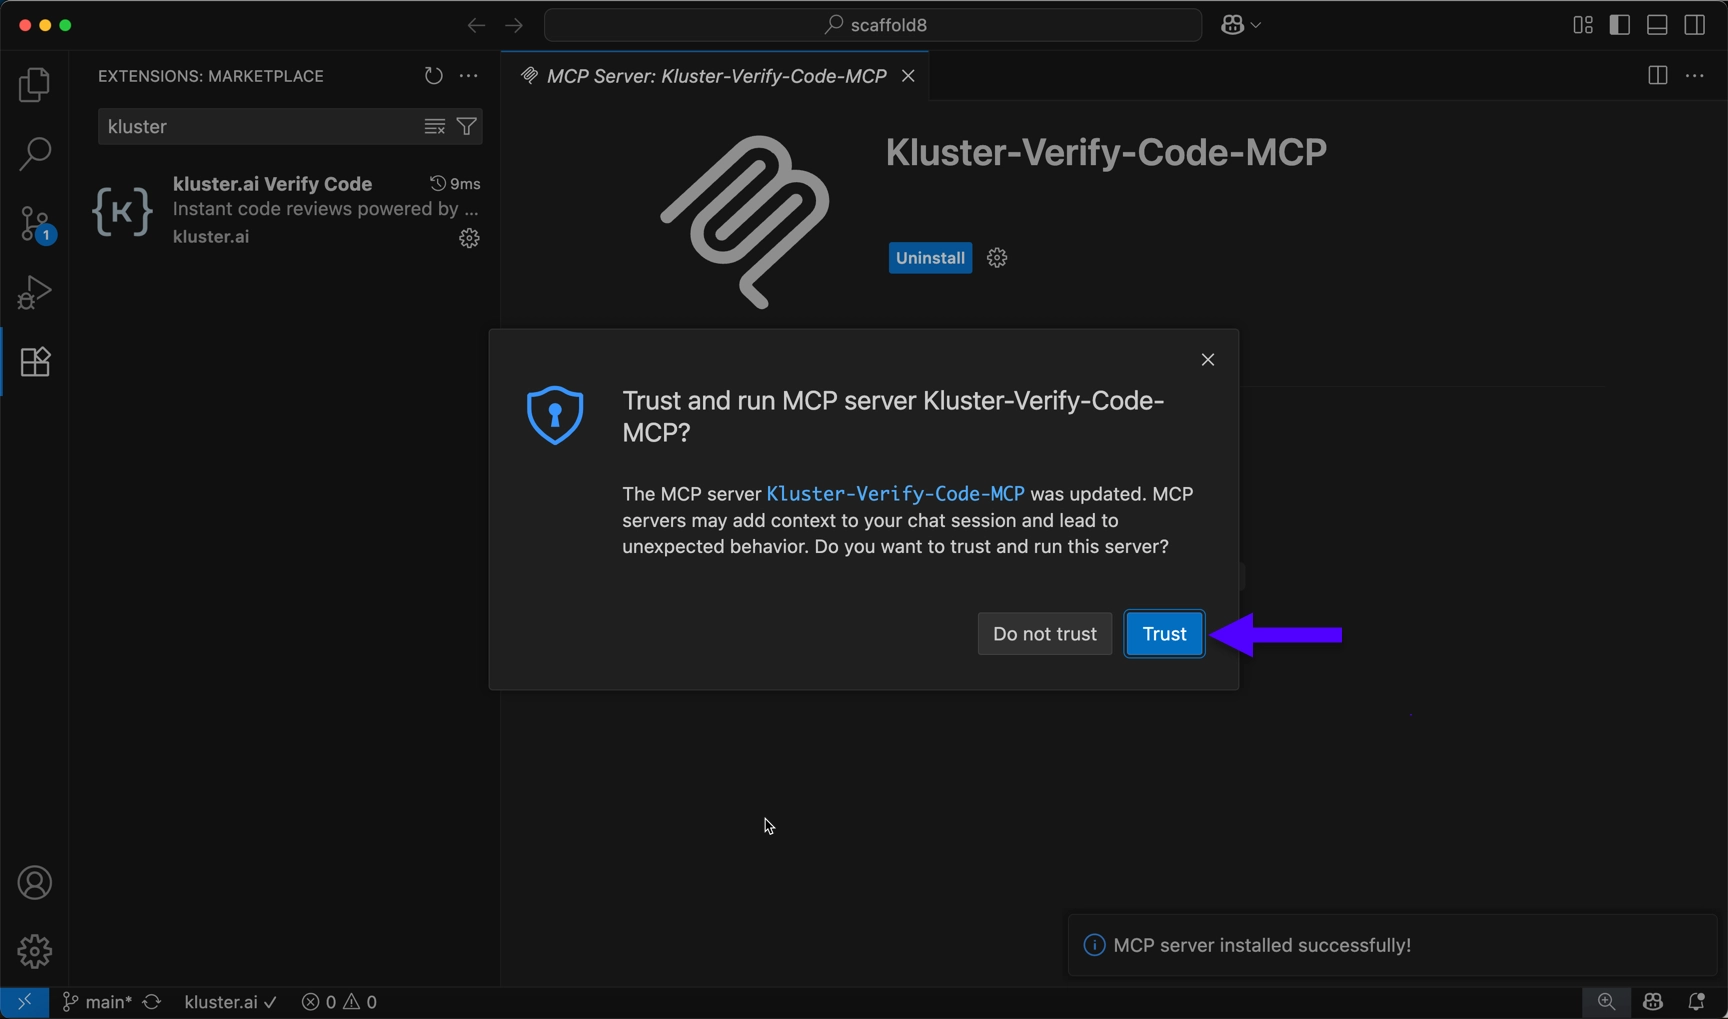 scaffold8
EXTENSIONS: MARKETPLACE
MCP Server: Kluster-Verify-Code-MCP
kluster
kluster.ai Verify Code
9ms
Instant code reviews powered by ...
kluster.ai
1
Kluster-Verify-Code-MCP
Uninstall
Trust and run MCP server Kluster-Verify-Code-
MCP?
The MCP server Kluster-Verify-Code-MCP was updated. MCP
servers may add context to your chat session and lead to
unexpected behavior. Do you want to trust and run this server?
Do not trust
Trust
MCP server installed successfully!
main*
kluster.ai ✓
0
0